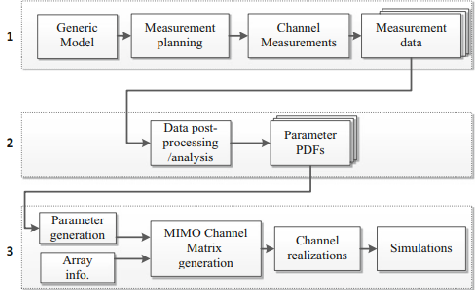 1
Generic
Model
Measurement
planning
Channel
Measurements
Measurement
data
2
Data post-
processing
/analysis
Parameter
PDFs
3
Parameter
generation
Array
info.
MIMO Channel
Matrix
generation
Channel
realizations
Simulations